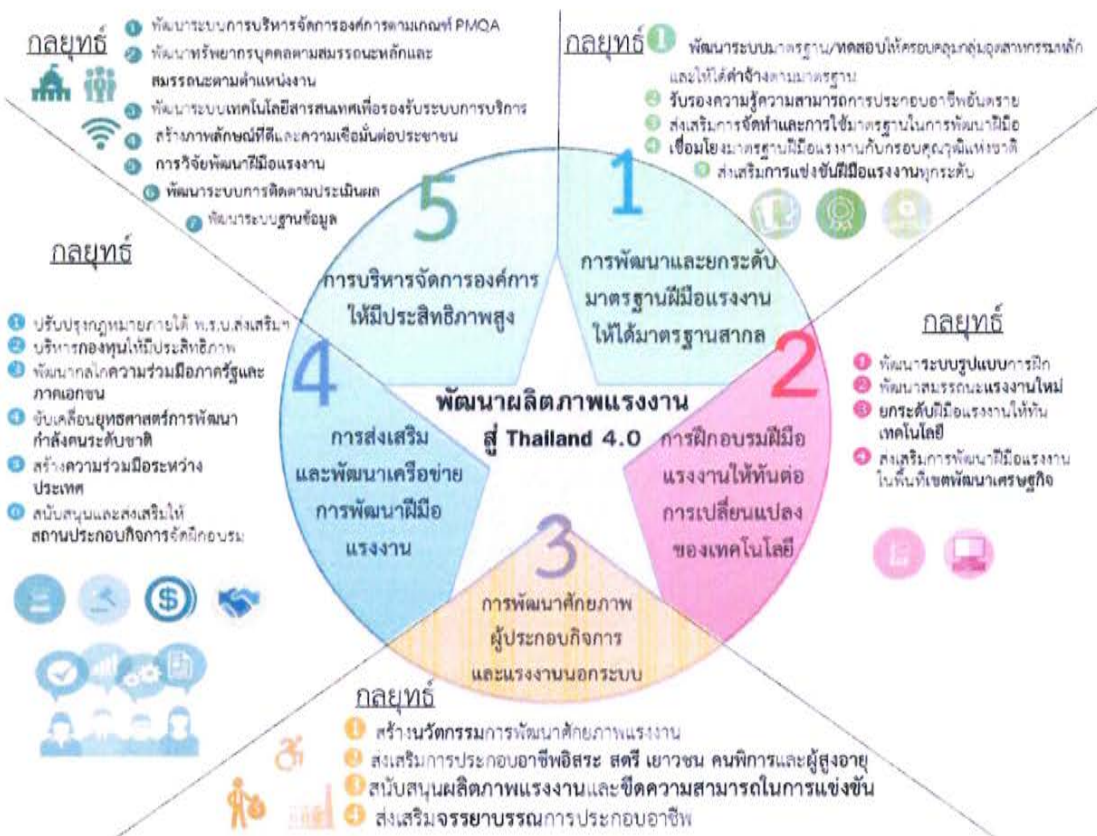 กลยุทธ์
1 พัฒนาระบบการบริหารจัดการองค์การตามเกณฑ์ PMQA
2 พัฒนาทรัพยากรบุคคลตามสมรรถนะหลักและ
สมรรถนะตามตำแหน่งงาน
3 พัฒนาระบบเทคโนโลยีสารสนเทศเพื่อรองรับระบบการบริการ
4 สร้างภาพลักษณ์ที่ดีและความเชื่อมั่นต่อประชาชน
5 การวิจัยพัฒนาฝีมือแรงงาน
6 พัฒนาระบบการติดตามประเมินผล
7 พัฒนาระบบฐานข้อมูล
กลยุทธ์
1 พัฒนาระบบมาตรฐาน/ทดสอบให้ครอบคลุมกลุ่มอุตสาหกรรมหลัก
และให้ได้ค่าจ้างตามมาตรฐาน
2 รับรองความรู้ความสามารถการประกอบอาชีพอันตราย
3 ส่งเสริมการจัดทำและการใช้มาตรฐานในการพัฒนาฝีมือ
4 เชื่อมโยงมาตรฐานฝีมือแรงงานกับกรอบคุณวุฒิแห่งชาติ
5 ส่งเสริมการแข่งขันฝีมือแรงงานทุกระดับ
5
การบริหารจัดการองค์การ
ให้มีประสิทธิภาพสูง
1
การพัฒนาและยกระดับ
มาตรฐานฝีมือแรงงาน
ให้ได้มาตรฐานสากล
กลยุทธ์
1 ปรับปรุงกฎหมายภายใต้ พ.ร.บ.ส่งเสริมฯ
2 บริหารกองทุนให้มีประสิทธิภาพ
3 พัฒนากลไกความร่วมมือภาครัฐและ
ภาคเอกชน
4 ขับเคลื่อนยุทธศาสตร์การพัฒนา
กำลังคนระดับชาติ
5 สร้างความร่วมมือระหว่าง
ประเทศ
6 สนับสนุนและส่งเสริมให้
สถานประกอบกิจการจัดฝึกอบรม
4
การส่งเสริม
และพัฒนาเครือข่าย
การพัฒนาฝีมือ
แรงงาน
พัฒนาผลิตภาพแรงงาน
สู่ Thailand 4.0
2
การฝึกอบรมฝีมือ
แรงงานให้ทันต่อ
การเปลี่ยนแปลง
ของเทคโนโลยี
กลยุทธ์
1 พัฒนาระบบรูปแบบการฝึก
2 พัฒนาสมรรถนะแรงงานใหม่
3 ยกระดับฝีมือแรงงานให้ทัน
เทคโนโลยี
4 ส่งเสริมการพัฒนาฝีมือแรงงาน
ในพื้นที่เขตพัฒนาเศรษฐกิจ
3
การพัฒนาศักยภาพ
ผู้ประกอบกิจการ
และแรงงานนอกระบบ
กลยุทธ์
1 สร้างนวัตกรรมการพัฒนาศักยภาพแรงงาน
2 ส่งเสริมการประกอบอาชีพอิสระ สตรี เยาวชน คนพิการและผู้สูงอายุ
3 สนับสนุนผลิตภาพแรงงานและขีดความสามารถในการแข่งขัน
4 ส่งเสริมจรรยาบรรณการประกอบอาชีพ